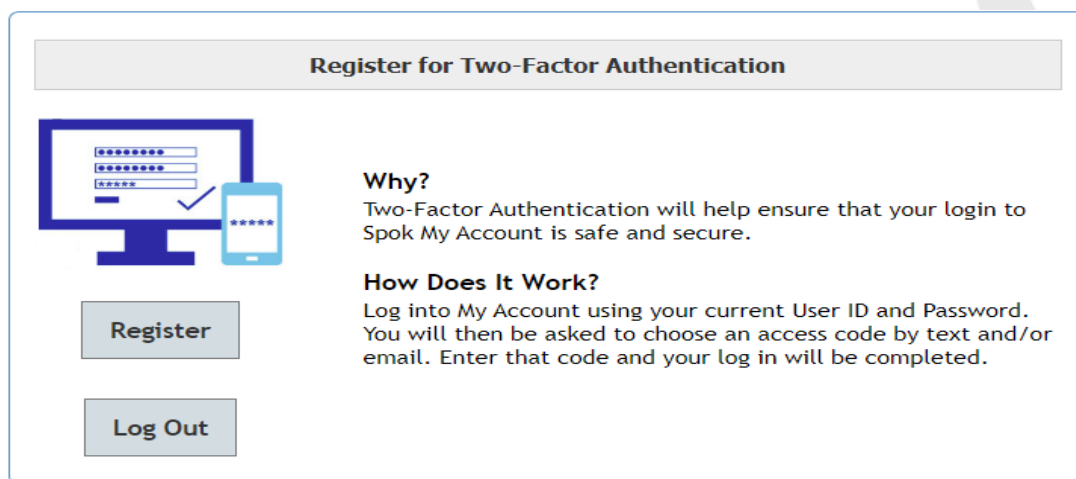 Register for Two-Factor Authentication
Why?
Two-Factor Authentication will help ensure that your login to
Spok My Account is safe and secure.
How Does It Work?
Log into My Account using your current User ID and Password.
You will then be asked to choose an access code by text and/or
email. Enter that code and your log in will be completed.
Register
Log Out